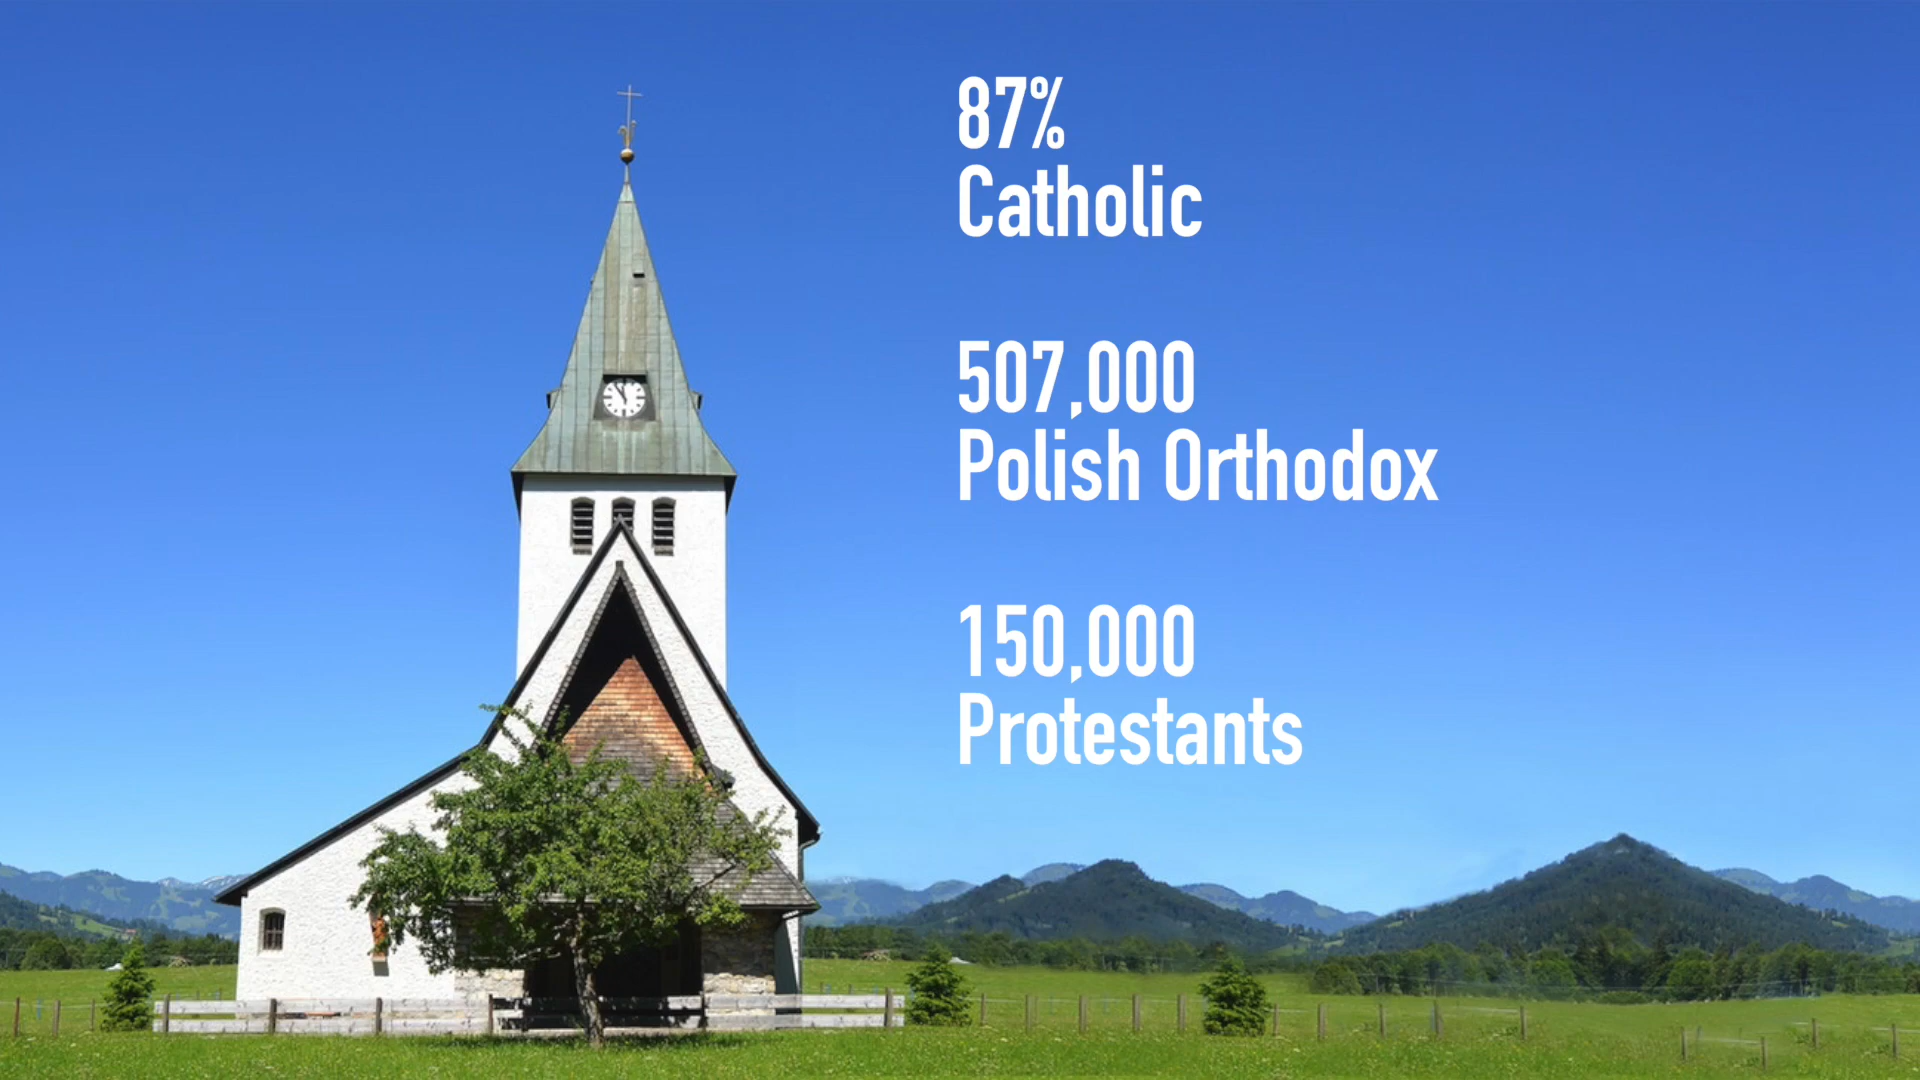 87%
Catholic
507,000
Polish Orthodox
150,000
Protestants